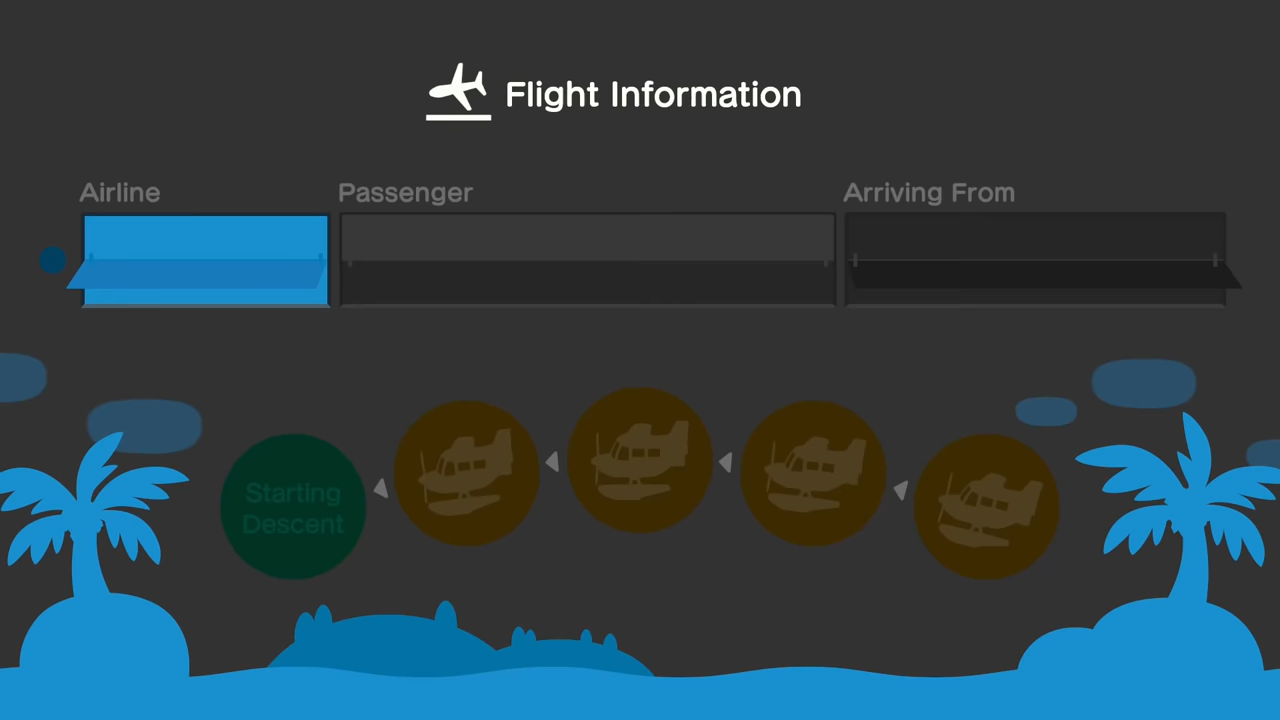 Flight Information
Airline
Passenger
Arriving From
Starting
Descent